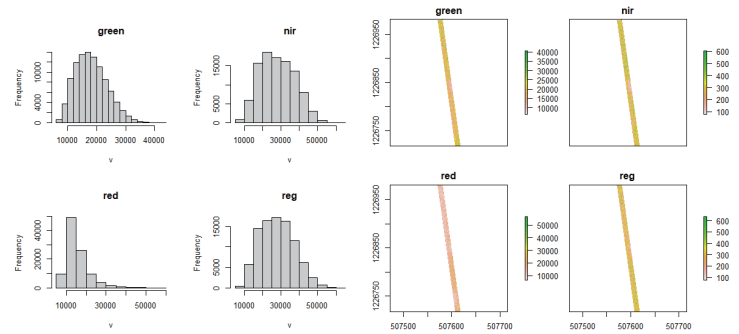 green
nir
Frequency
0 4000 10000
10000 20000 30000 40000
v
Frequency
0 5000 15000
10000 30000 50000
v
red
reg
Frequency
0 20000 40000
10000 30000 50000
v
Frequency
0 5000 15000
10000 30000 50000
v
green
nir
1226750 1226850 1226950
40000
35000
30000
25000
20000
15000
10000
600
500
400
300
200
100
red
reg
1226750 1226850 1226950
50000
40000
30000
20000
10000
600
500
400
300
200
100
507500 507600 507700
507500 507600 507700